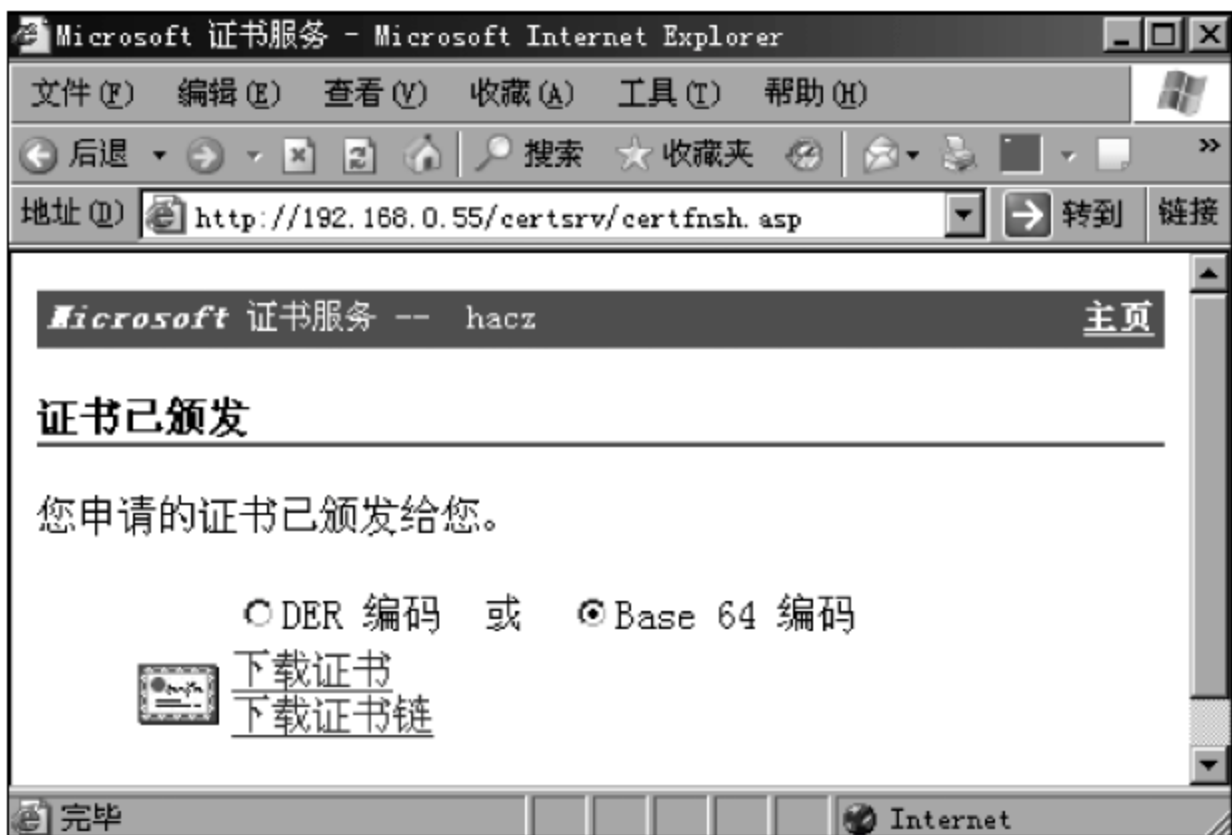 Microsoft 证书服务 - Microsoft Internet Explorer
文件(F) 编辑(E) 查看(V) 收藏(A) 工具(T) 帮助(H)
后退 搜索 收藏夹 »
地址(D) http://192.168.0.55/certsrv/certfnsh.asp 转到 链接
Microsoft 证书服务 -- hacz 主页
证书已颁发
您申请的证书已颁发给您。
DER 编码 或 Base 64 编码
下载证书
下载证书链
完毕 Internet